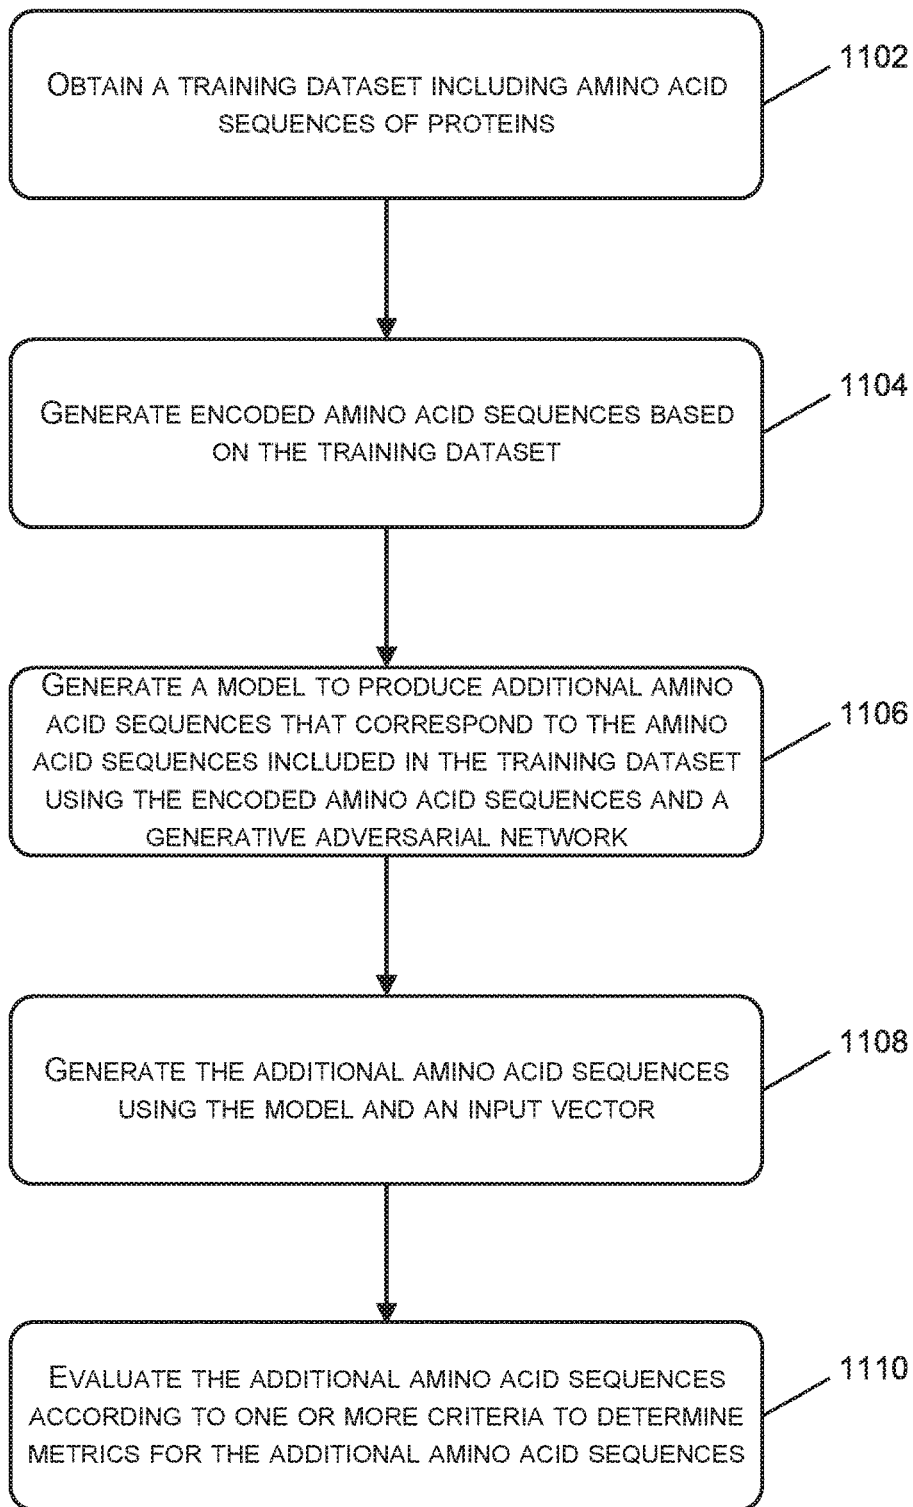 OBTAIN A TRAINING DATASET INCLUDING AMINO ACID
SEQUENCES OF PROTEINS
1102
GENERATE ENCODED AMINO ACID SEQUENCES BASED
ON THE TRAINING DATASET
1104
GENERATE A MODEL TO PRODUCE ADDITIONAL AMINO
ACID SEQUENCES THAT CORRESPOND TO THE AMINO
ACID SEQUENCES INCLUDED IN THE TRAINING DATASET
USING THE ENCODED AMINO ACID SEQUENCES AND A
GENERATIVE ADVERSARIAL NETWORK
1106
GENERATE THE ADDITIONAL AMINO ACID SEQUENCES
USING THE MODEL AND AN INPUT VECTOR
1108
EVALUATE THE ADDITIONAL AMINO ACID SEQUENCES
ACCORDING TO ONE OR MORE CRITERIA TO DETERMINE
METRICS FOR THE ADDITIONAL AMINO ACID SEQUENCES
1110